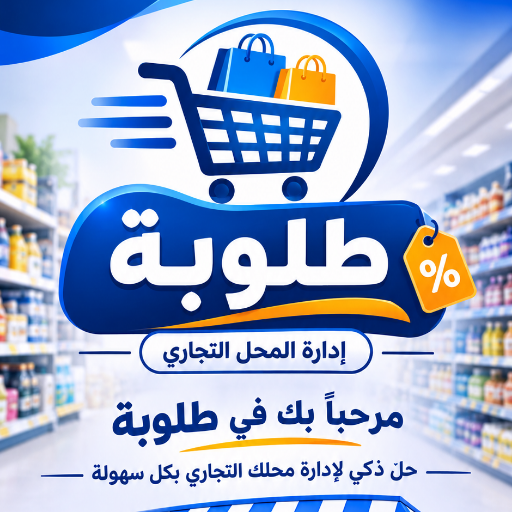 طلوبة
%
إدارة المحل التجاري
مرحباً بك في طلوبة
حلّ ذكي لإدارة محلك التجاري بكل سهولة